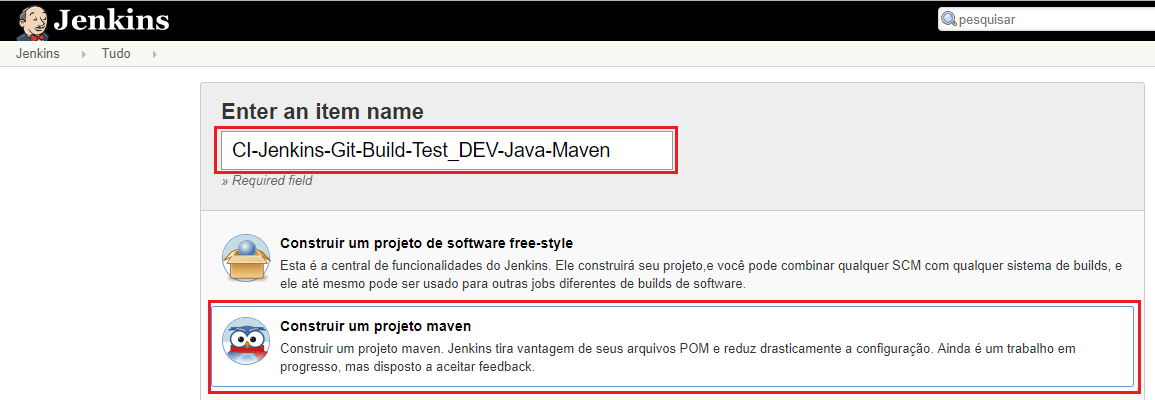 Jenkins
pesquisar
Jenkins Tudo
Enter an item name
CI-Jenkins-Git-Build-Test_DEV-Java-Maven
» Required field
Construir um projeto de software free-style
Esta é a central de funcionalidades do Jenkins. Ele construirá seu projeto,e você pode combinar qualquer SCM com qualquer sistema de builds, e
ele até mesmo pode ser usado para outras jobs diferentes de builds de software.
Construir um projeto maven
Construir um projeto maven. Jenkins tira vantagem de seus arquivos POM e reduz drasticamente a configuração. Ainda é um trabalho em
progresso, mas disposto a aceitar feedback.